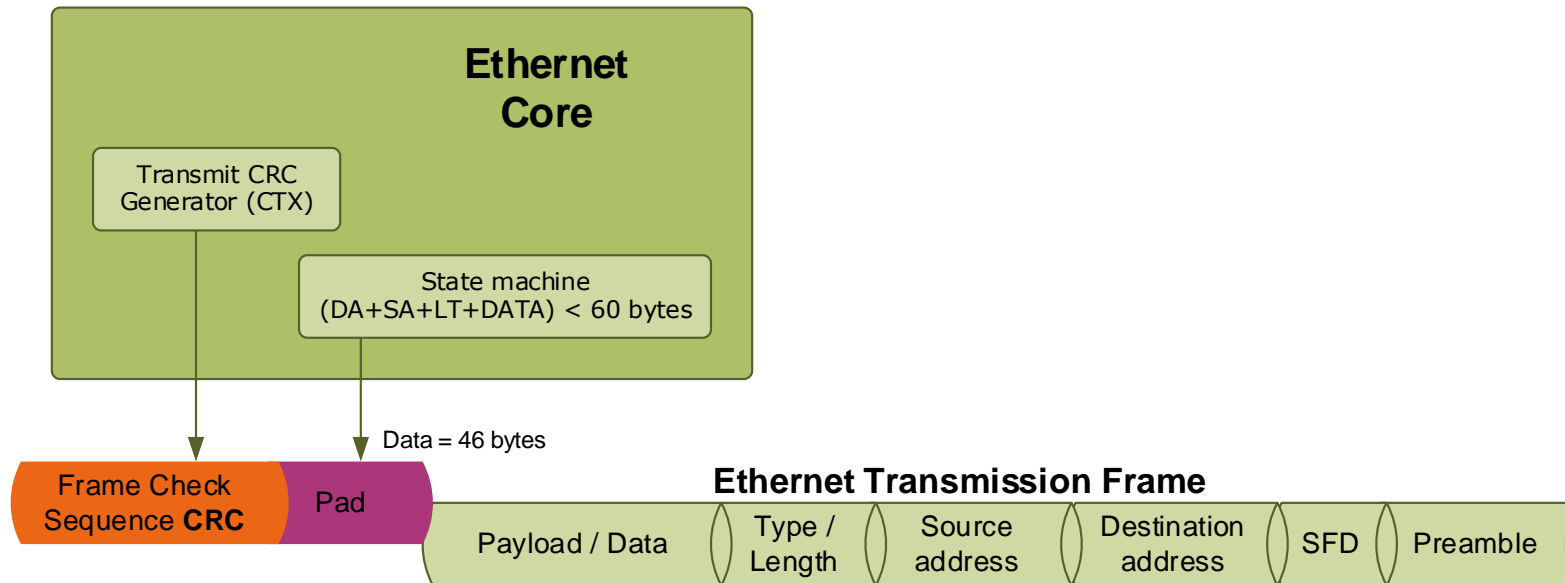 Ethernet
Core
Transmit CRC
Generator (CTX)
State machine
(DA+SA+LT+DATA) < 60 bytes
Data = 46 bytes
Ethernet Transmission Frame
Frame Check
Sequence CRC
Pad
Payload / Data
Type /
Length
Source
address
Destination
address
SFD
Preamble